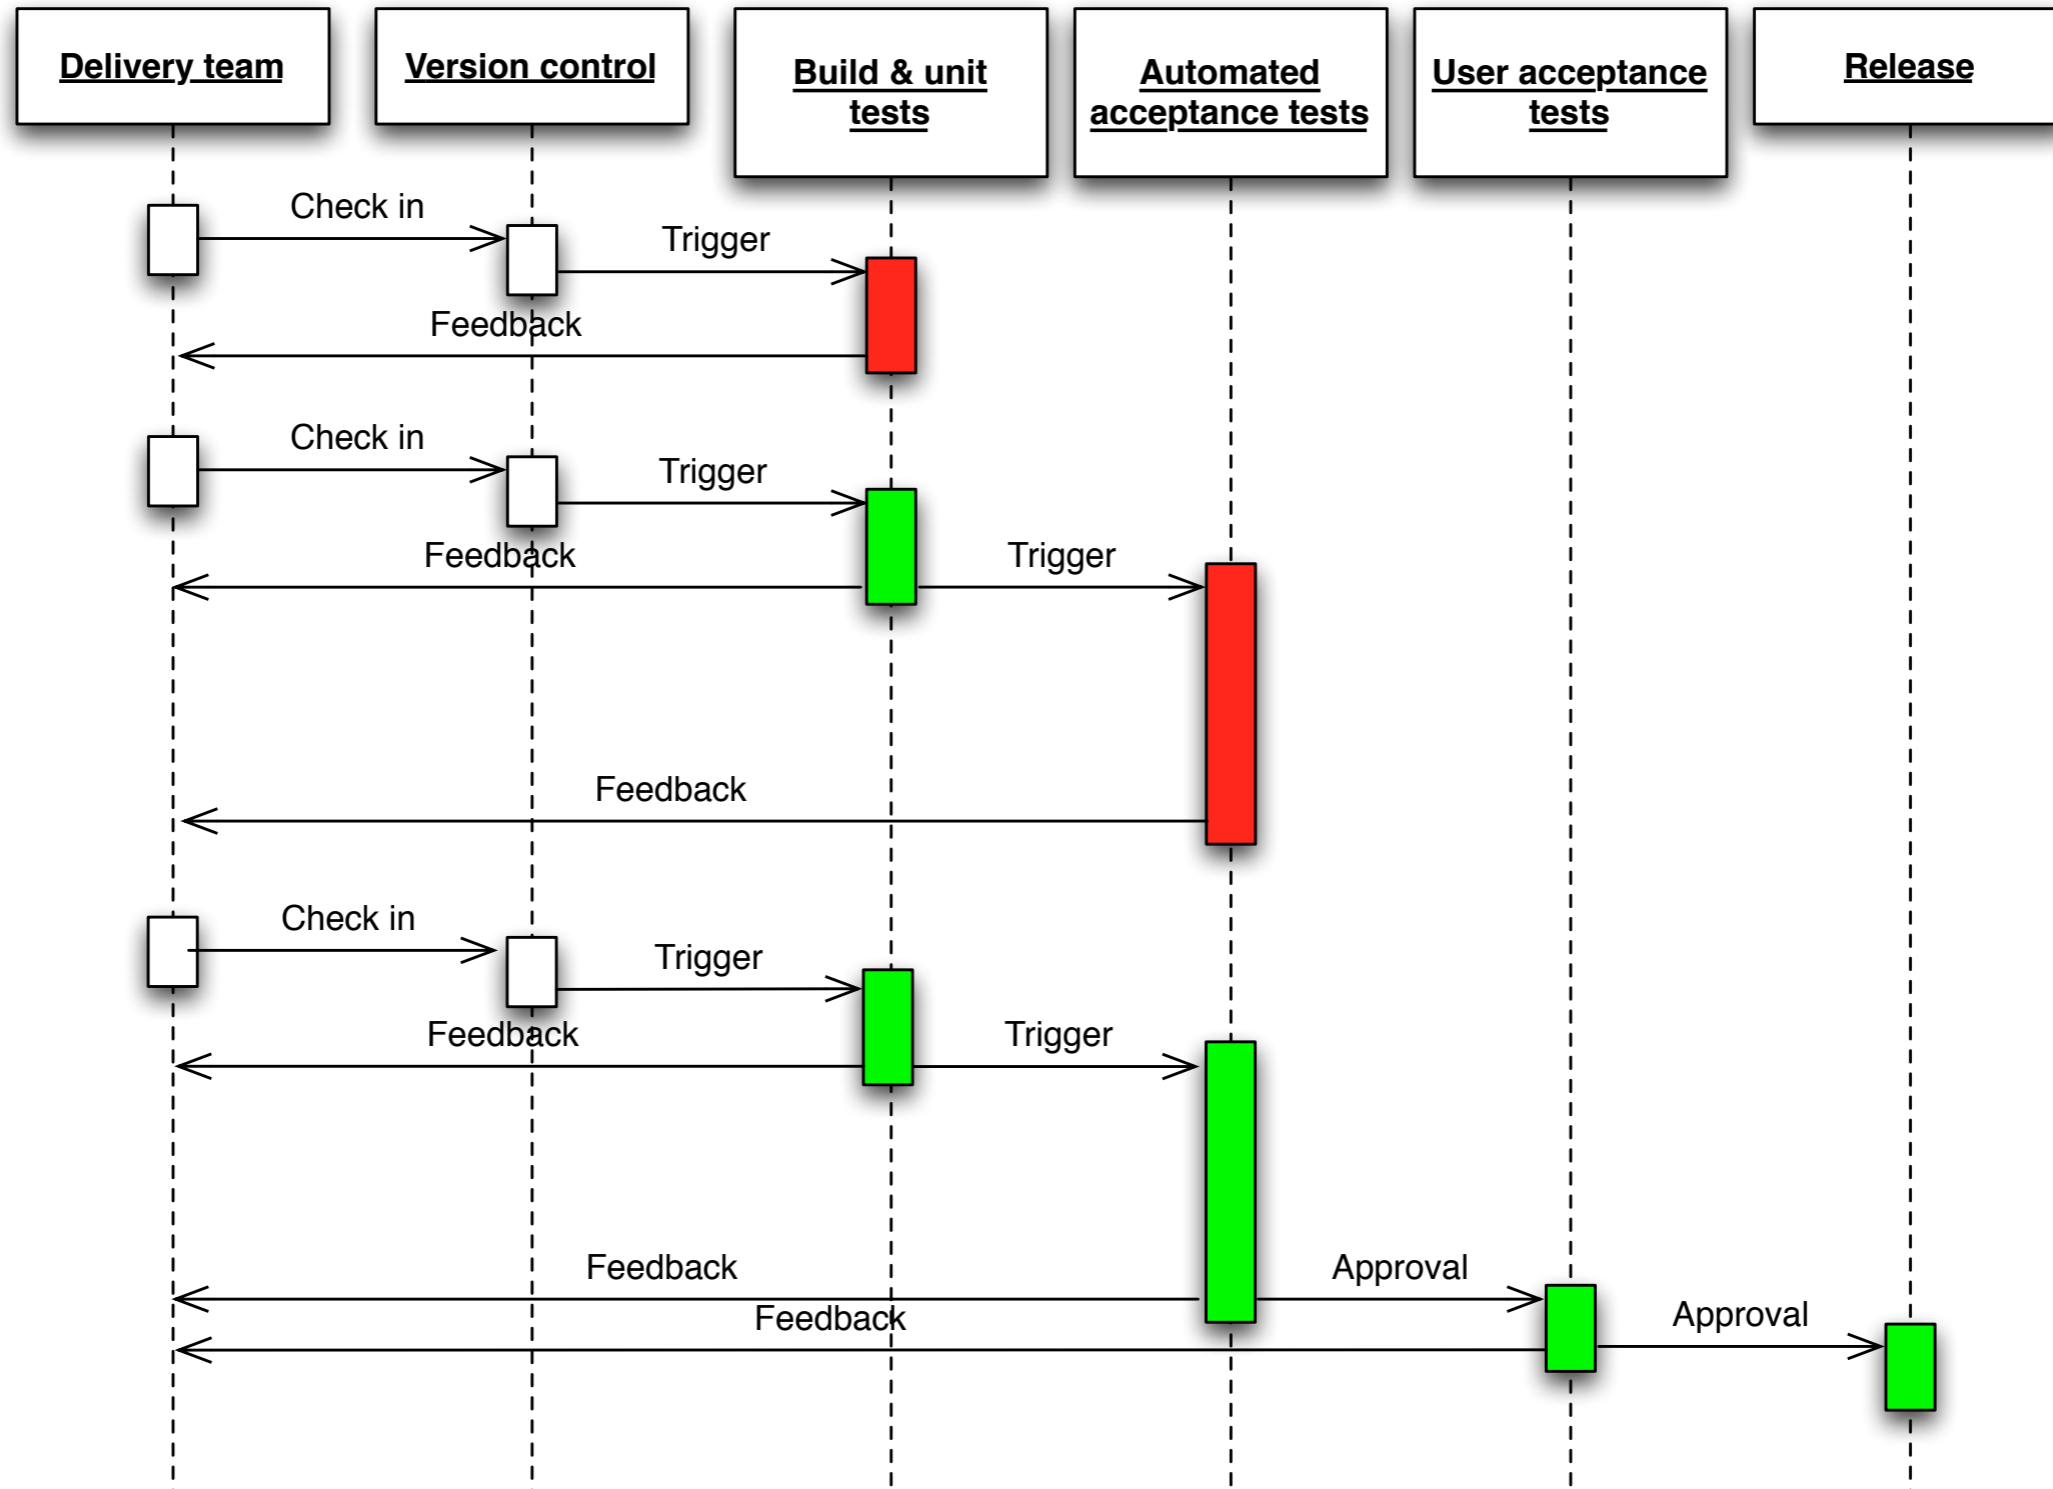 Delivery team
Version control
Build & unit
tests
Automated
acceptance tests
User acceptance
tests
Release
Check in
Trigger
Feedback
Check in
Trigger
Feedback
Trigger
Feedback
Check in
Trigger
Feedback
Trigger
Feedback
Approval
Feedback
Approval